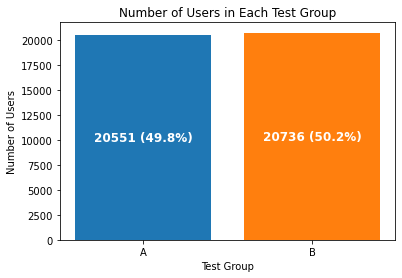 Number of Users in Each Test Group
Number of Users
20000
17500
15000
12500
10000
7500
5000
2500
0
20551 (49.8%)
20736 (50.2%)
A
B
Test Group